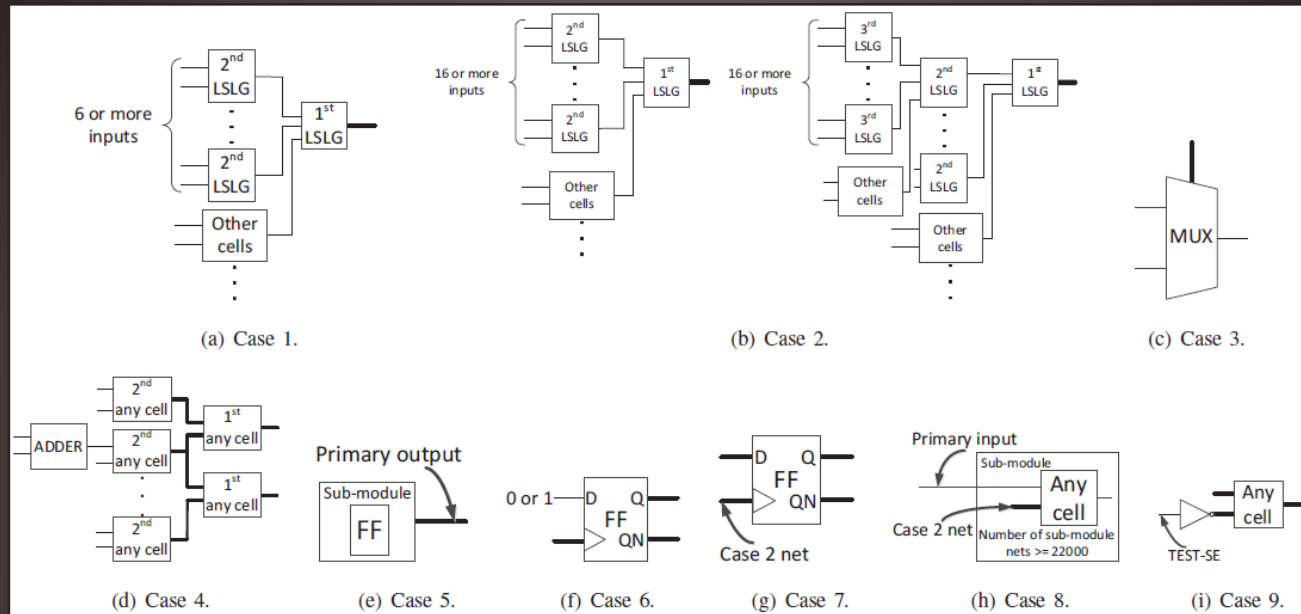 6 or more
inputs
2nd
LSLG
2nd
LSLG
1st
LSLG
Other
cells
(a) Case 1.
16 or more
inputs
2nd
LSLG
2nd
LSLG
1st
LSLG
Other
cells
16 or more
inputs
3rd
LSLG
3rd
LSLG
2nd
LSLG
1st
LSLG
Other
cells
2nd
LSLG
Other
cells
(b) Case 2.
MUX
(c) Case 3.
ADDER
2nd
any cell
2nd
any cell
2nd
any cell
1st
any cell
1st
any cell
(d) Case 4.
Primary output
Sub-module
FF
(e) Case 5.
0 or 1
D Q
FF
QN
(f) Case 6.
D Q
FF
QN
Case 2 net
(g) Case 7.
Primary input
Sub-module
Any
cell
Case 2 net
Number of sub-module
nets >= 22000
(h) Case 8.
Any
cell
TEST-SE
(i) Case 9.